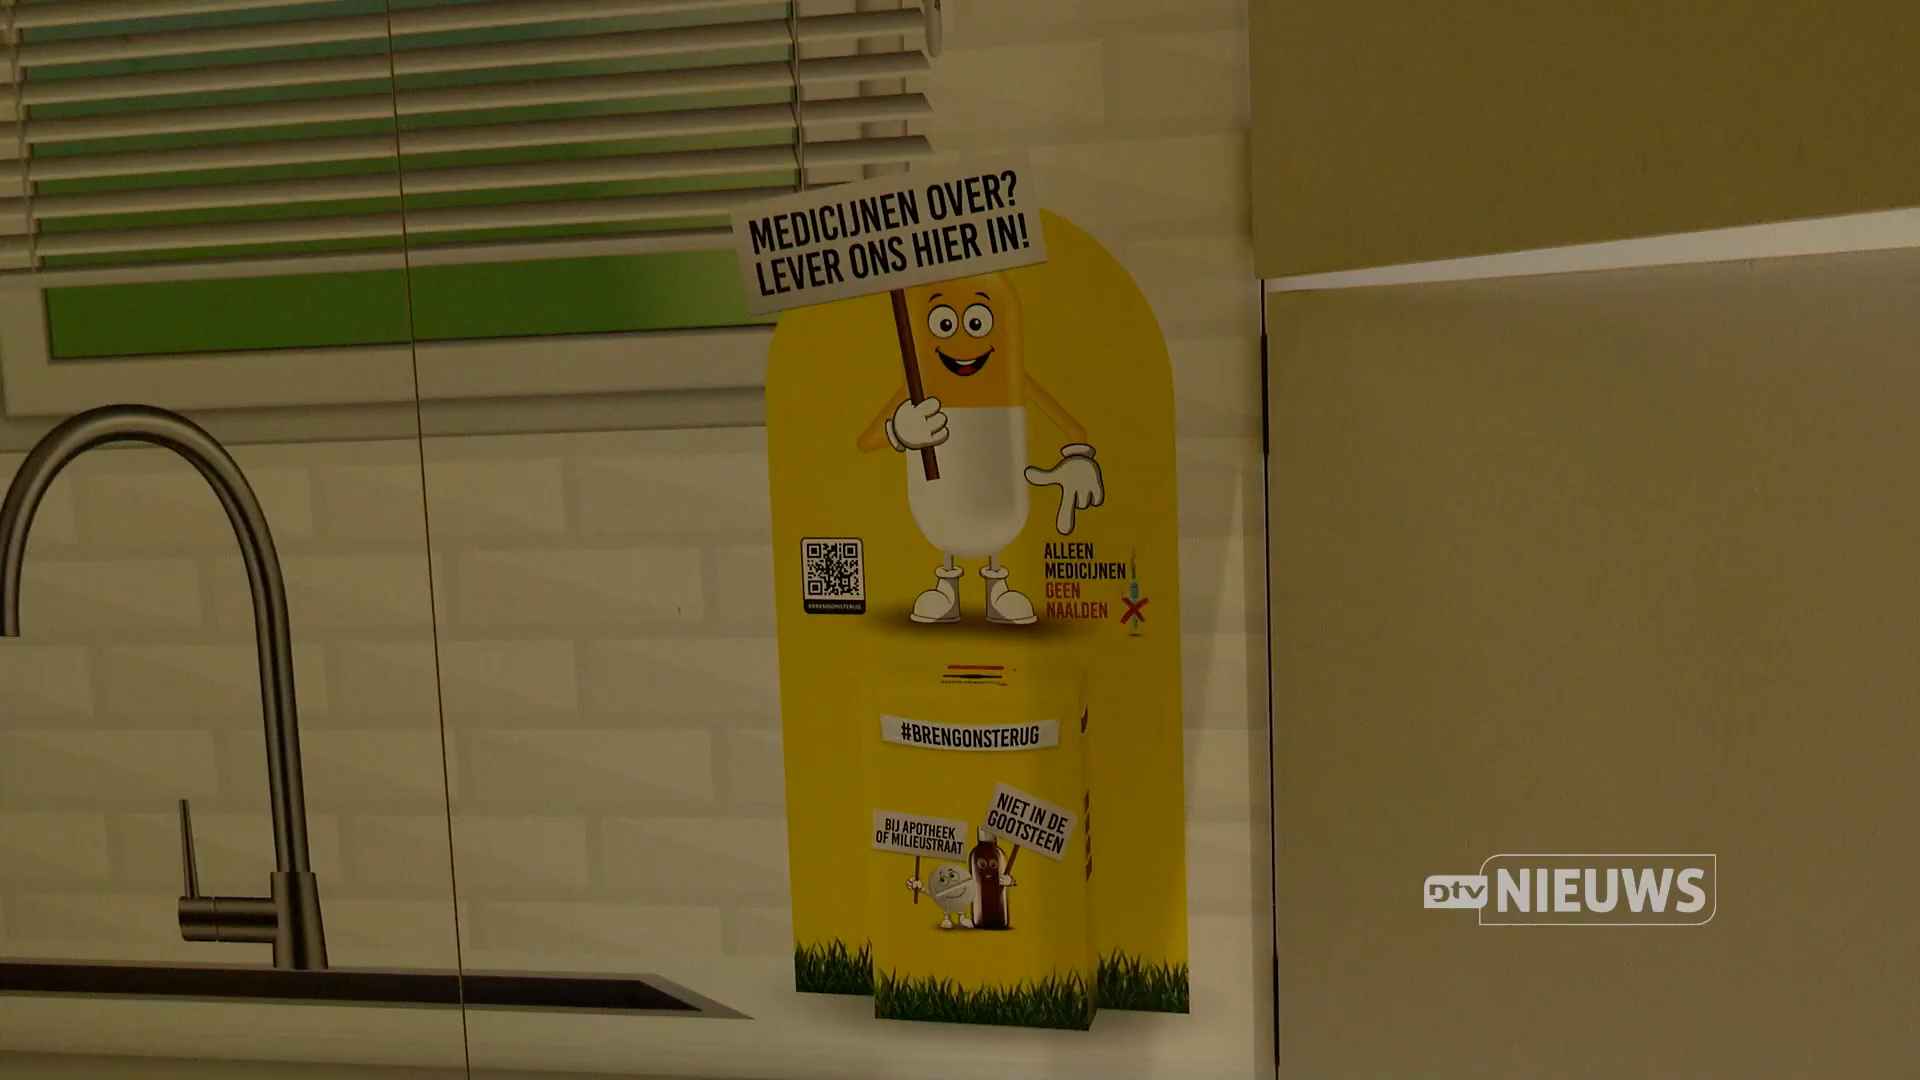 MEDICIJNEN OVER?
LEVER ONS HIER IN!
#BRENGONSTERUG
ALLEEN
MEDICIJNEN
GEEN
NAALDEN
#BRENGONSTERUG
BIJ APOTHEEK
OF MILIEUSTRAAT
NIET IN DE
GOOTSTEEN
DTV NIEUWS